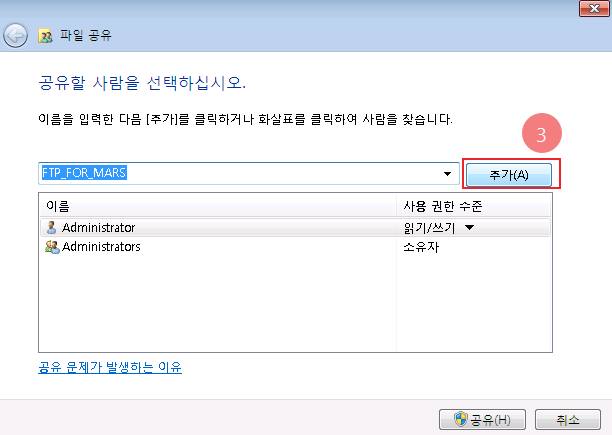 파일 공유
공유할 사람을 선택하십시오.
이름을 입력한 다음 [추가]를 클릭하거나 화살표를 클릭하여 사람을 찾습니다.
3
FTP_FOR_MARS
추가(A)
이름 사용 권한 수준
Administrator 읽기/쓰기
Administrators 소유자
공유 문제가 발생하는 이유
공유(H) 취소